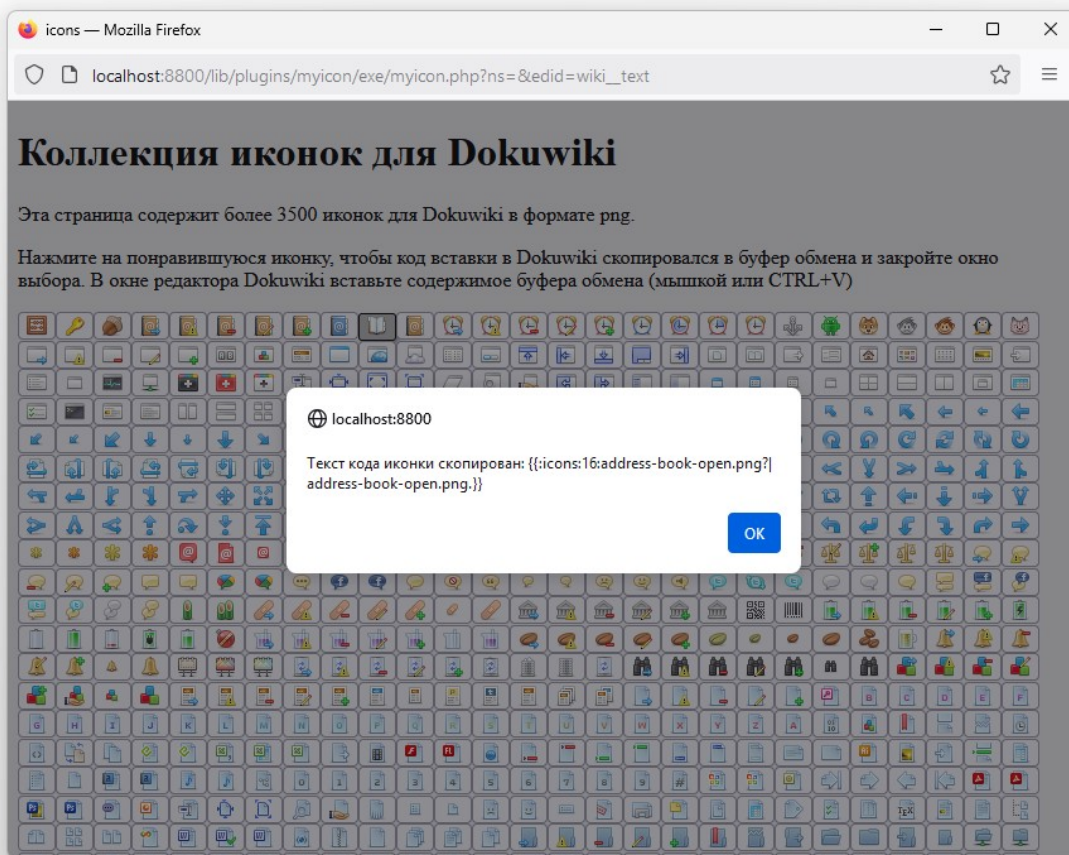 icons — Mozilla Firefox
localhost:8800/lib/plugins/myicon/exe/myicon.php?ns=&edid=wiki__text
Коллекция иконок для Dokuwiki
Эта страница содержит более 3500 иконок для Dokuwiki в формате png.
Нажмите на понравившуюся иконку, чтобы код вставки в Dokuwiki скопировался в буфер обмена и закройте окно
выбора. В окне редактора Dokuwiki вставьте содержимое буфера обмена (мышкой или CTRL+V)
localhost:8800
Текст кода иконки скопирован: {{:icons:16:address-book-open.png?|
address-book-open.png.}}
OK